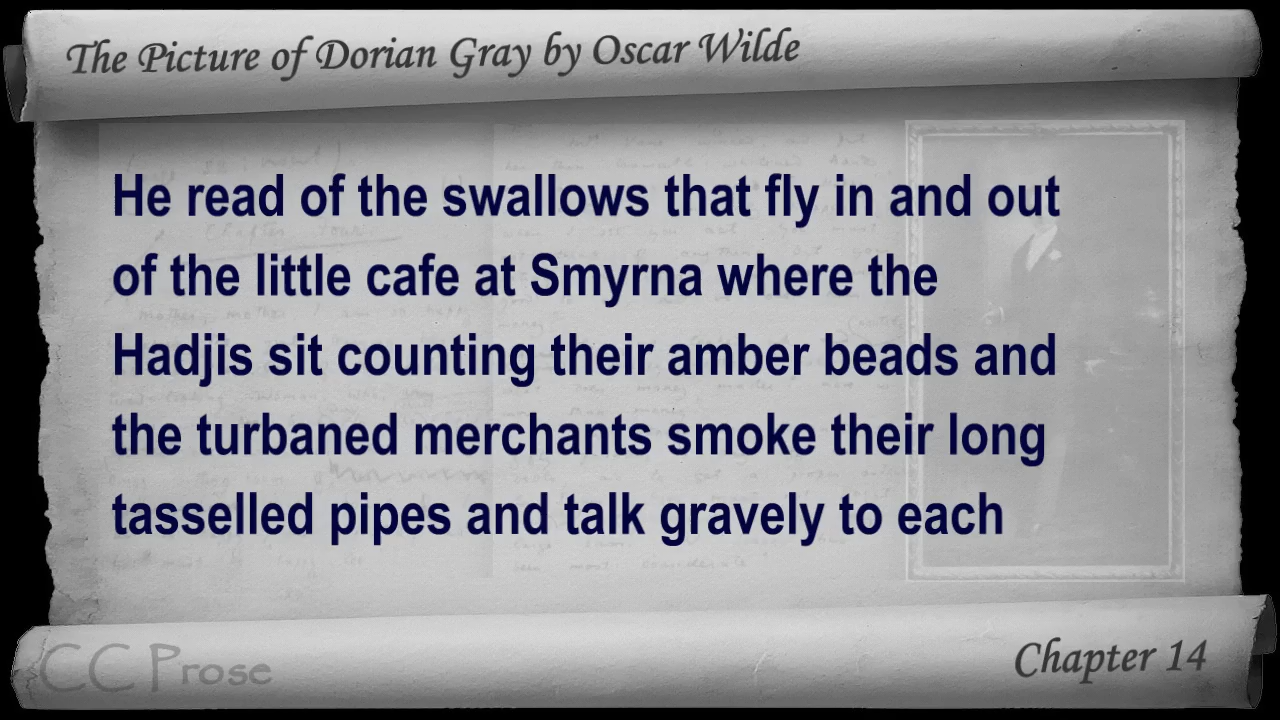 The Picture of Dorian Gray by Oscar Wilde
He read of the swallows that fly in and out
of the little cafe at Smyrna where the
Hadjis sit counting their amber beads and
the turbaned merchants smoke their long
tasselled pipes and talk gravely to each
CC Prose
Chapter 14